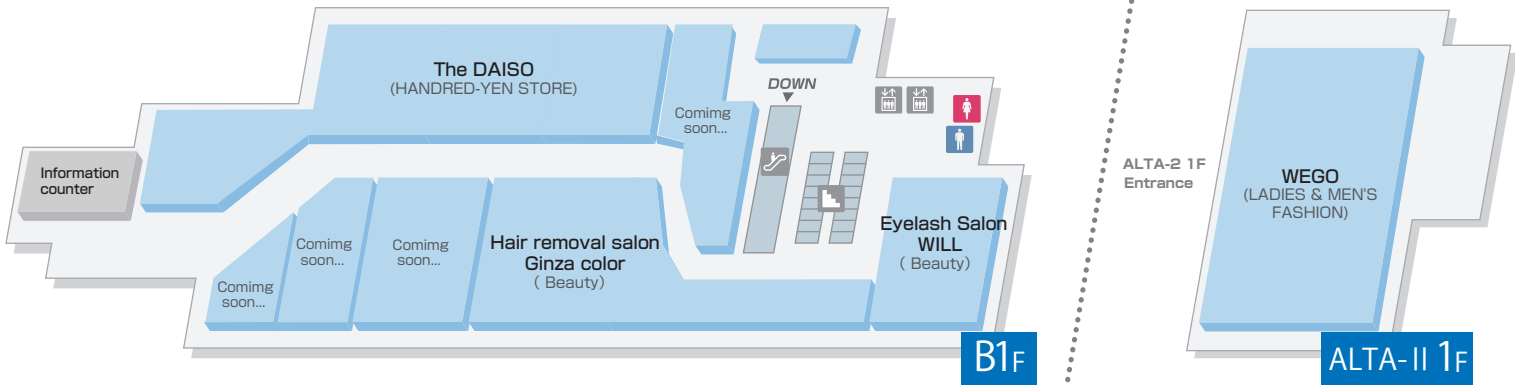 The DAISO
(HANDRED-YEN STORE)
DOWN
Comimg
soon...
Information
counter
ALTA-2 1F
Entrance
WEGO
(LADIES & MEN'S
FASHION)
Comimg
soon...
Comimg
soon...
Comimg
soon...
Hair removal salon
Ginza color
( Beauty)
Eyelash Salon
WILL
( Beauty)
B1F
ALTA-II 1F